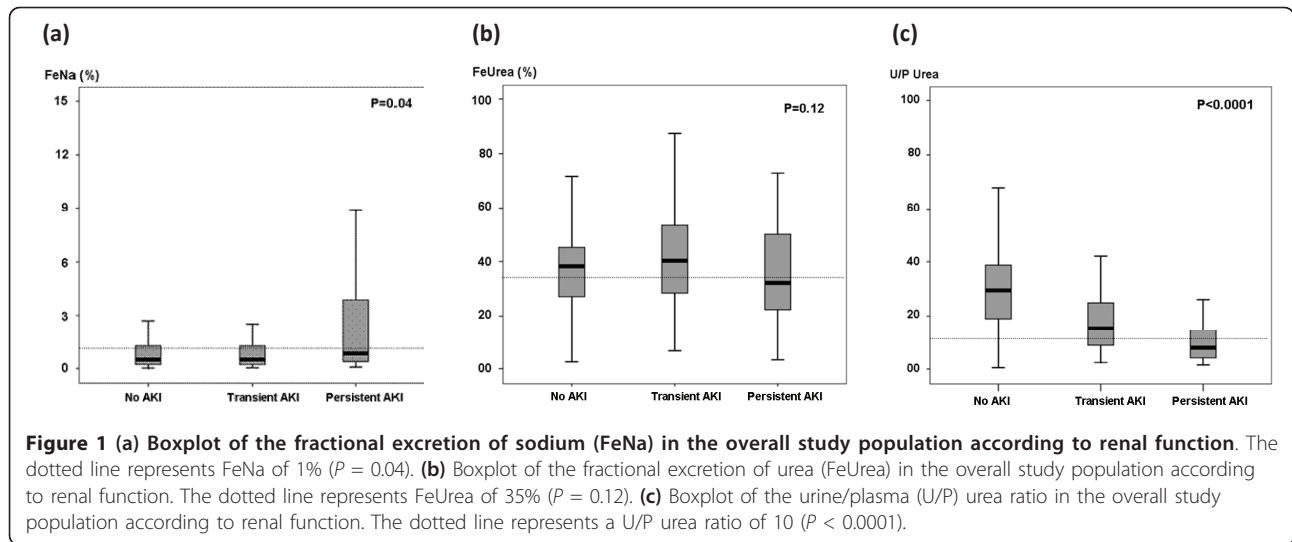 (a)
FeNa (%)
P=0.04
15
12
9
6
3
0
No AKI Transient AKI Persistent AKI
(b)
FeUrea (%)
P=0.12
100
80
60
40
20
00
No AKI Transient AKI Persistent AKI
(c)
U/P Urea
P<0.0001
100
80
60
40
20
00
No AKI Transient AKI Persistent AKI
Figure 1 (a) Boxplot of the fractional excretion of sodium (FeNa) in the overall study population according to renal function. The
dotted line represents FeNa of 1% (P = 0.04). (b) Boxplot of the fractional excretion of urea (FeUrea) in the overall study population according
to renal function. The dotted line represents FeUrea of 35% (P = 0.12). (c) Boxplot of the urine/plasma (U/P) urea ratio in the overall study
population according to renal function. The dotted line represents a U/P urea ratio of 10 (P < 0.0001).